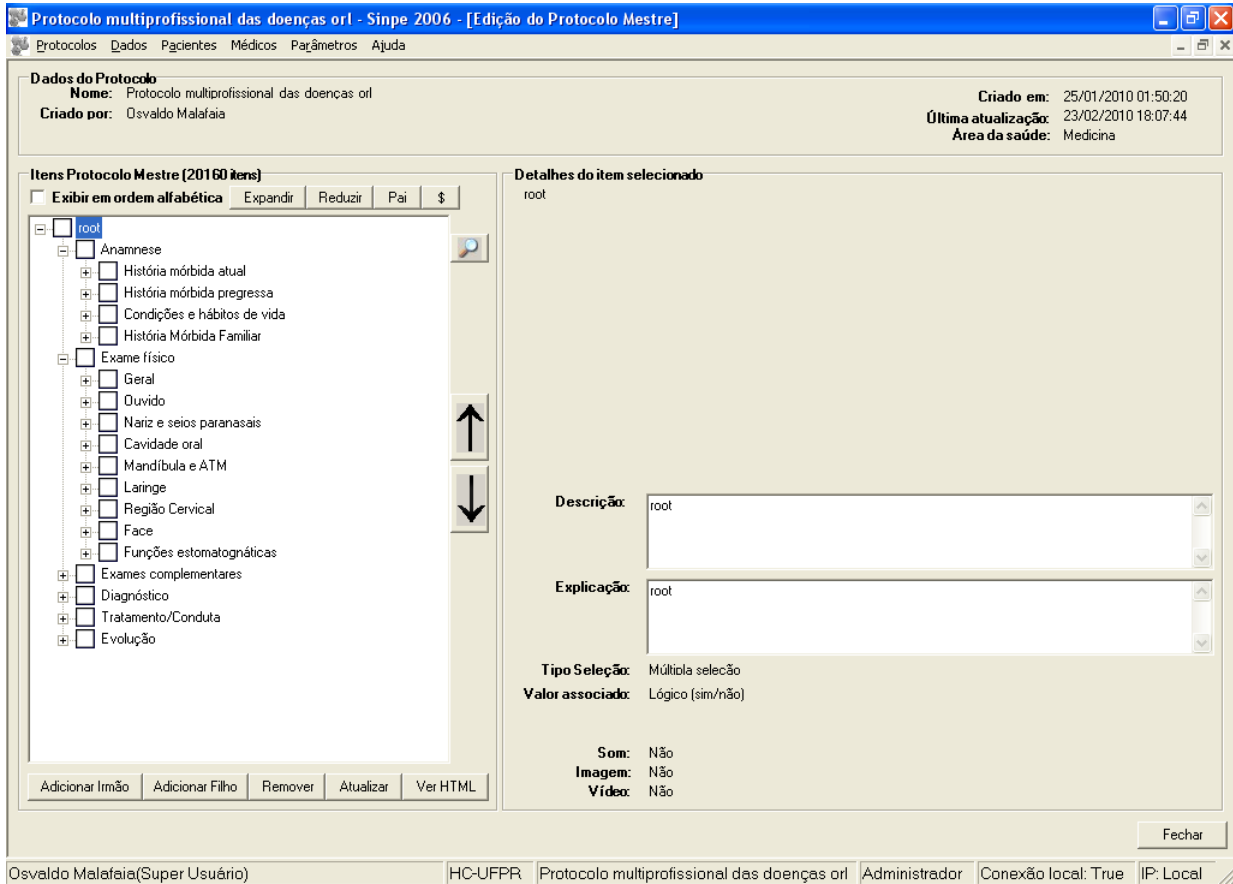 Protocolo multiprofissional das doenças orl - Sinpe 2006 - [Edição do Protocolo Mestre]
Protocolos Dados Pacientes Médicos Parâmetros Ajuda
Dados do Protocolo
Nome: Protocolo multiprofissional das doenças orl
Criado por: Osvaldo Malafaia
Criado em: 25/01/2010 01:50:20
Última atualização: 23/02/2010 18:07:44
Área da saúde: Medicina
Itens Protocolo Mestre (20160 itens)
Exibir em ordem alfabética Expandir Reduzir Pai $
root
Anamnese
História mórbida atual
História mórbida pregressa
Condições e hábitos de vida
História Mórbida Familiar
Exame físico
Geral
Ouvido
Nariz e seios paranasais
Cavidade oral
Mandíbula e ATM
Laringe
Região Cervical
Face
Funções estomatognáticas
Exames complementares
Diagnóstico
Tratamento/Conduta
Evolução
Adicionar Irmão Adicionar Filho Remover Atualizar Ver HTML
Detalhes do item selecionado
root
Descrição: root
Explicação: root
Tipo Seleção: Múltipla seleção
Valor associado: Lógico (sim/não)
Som: Não
Imagem: Não
Vídeo: Não
Fechar
Osvaldo Malafaia(Super Usuário) HC-UFPR Protocolo multiprofissional das doenças orl Administrador Conexão local: True IP: Local